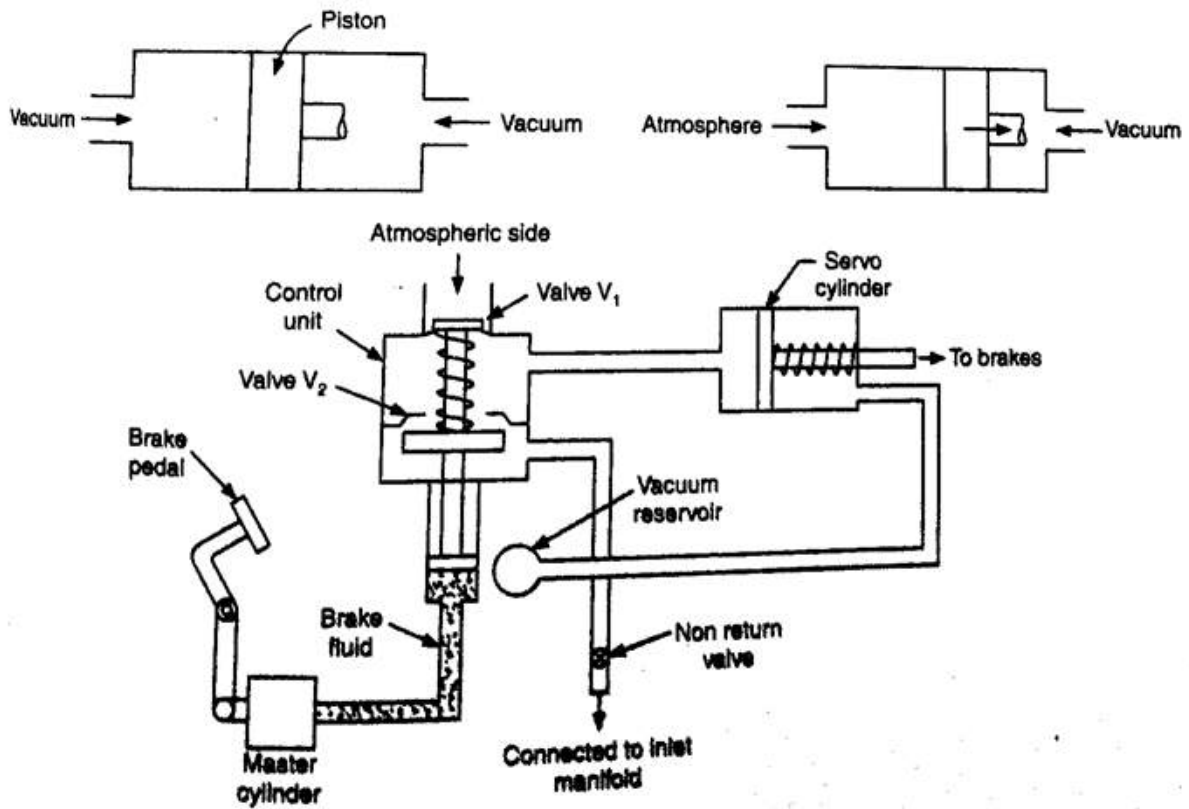 Piston
Vacuum
Vacuum
Atmosphere
Vacuum
Atmospheric side
Control
unit
Valve V₁
Servo
cylinder
To brakes
Valve V₂
Brake
pedal
Vacuum
reservoir
Brake
fluid
Non return
valve
Connected to inlet
manifold
Master
cylinder